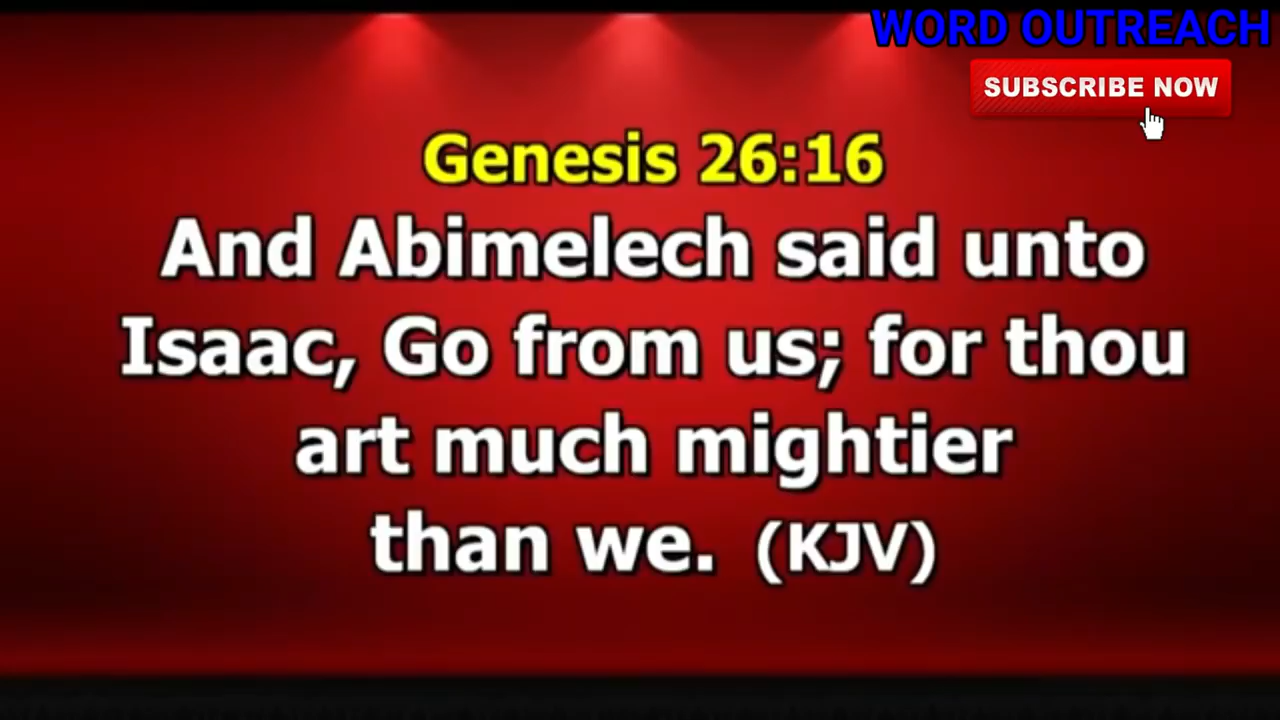 WORD OUTREACH
SUBSCRIBE NOW
Genesis 26:16
And Abimelech said unto
Isaac, Go from us; for thou
art much mightier
than we. (KJV)